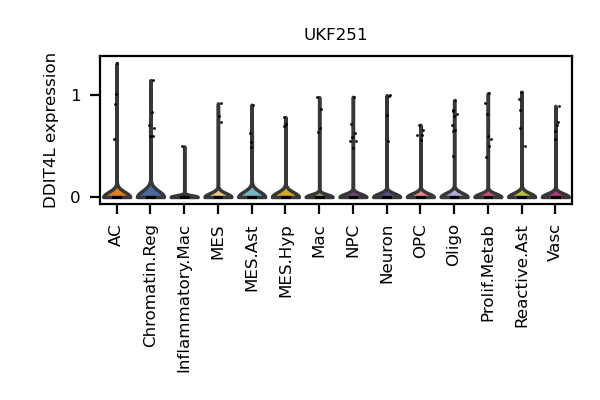 UKF251
DDIT4L expression
1
0
AC
Chromatin.Reg
Inflammatory.Mac
MES
MES.Ast
MES.Hyp
Mac
NPC
Neuron
OPC
Oligo
Prolif.Metab
Reactive.Ast
Vasc